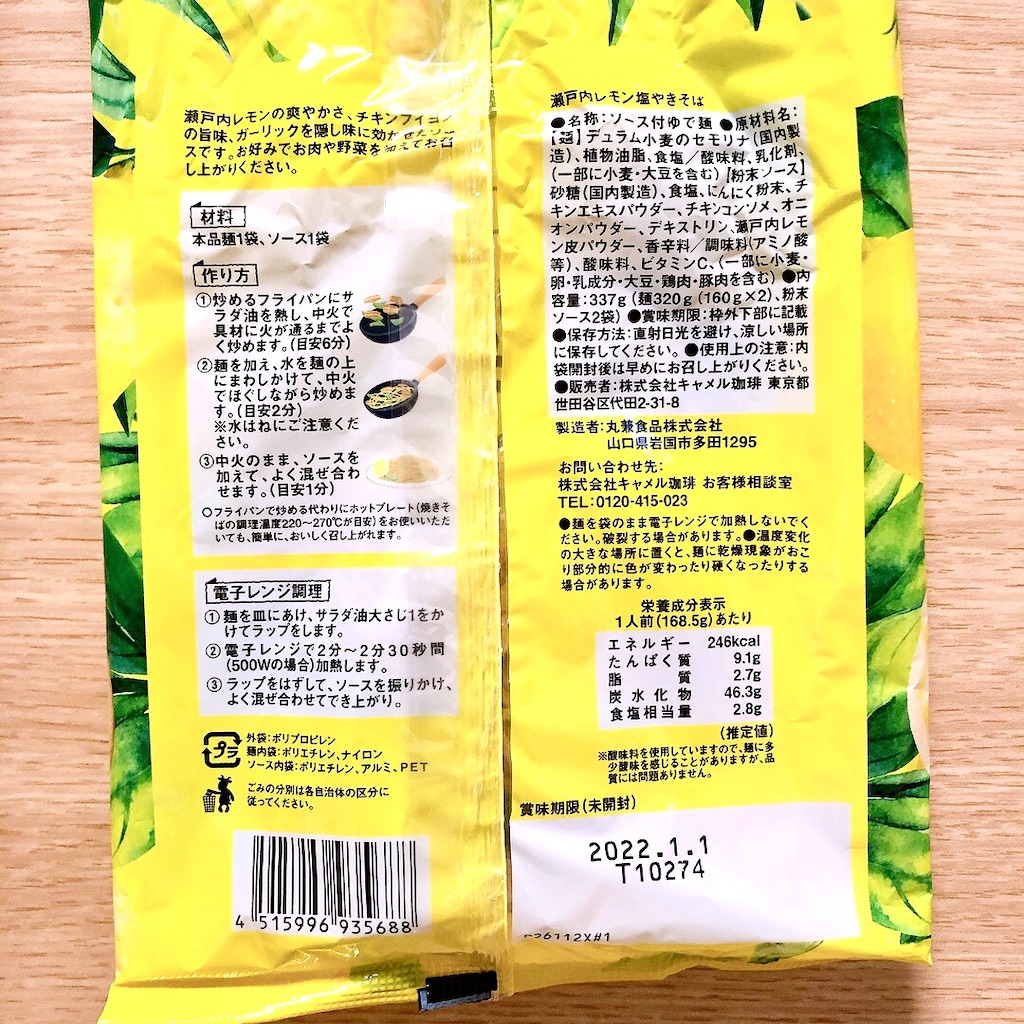 瀬戸内レモンの爽やかさ、チキンブイヨン
の旨味、ガーリックを隠し味に効かせたソー
スです。お好みでお肉や野菜を加えてお召
し上がりください。
材料
本品麺1袋、ソース1袋
作り方
①炒めるフライパンにサ
ラダ油を熱し、中火で
具材に火が通るまでよ
く炒めます。(目安6分)
②麺を加え、水を麺の上
にまわしかけて、中火
でほぐしながら炒めま
す。(目安2分)
※水はねにご注意くだ
さい。
③中火のまま、ソースを
加えて、よく混ぜ合わ
せます。(目安1分)
○フライパンで炒める代わりにホットプレート(焼きそ
ばの調理温度220~270℃が目安)をお使いいただ
いても、簡単に、おいしく召し上がれます。
電子レンジ調理
①麺を皿にあけ、サラダ油大さじ1をか
けてラップをします。
②電子レンジで2分~2分30秒間
(500Wの場合)加熱します。
③ラップをはずして、ソースを振りかけ、
よく混ぜ合わせてでき上がり。
プラ
外袋:ポリプロピレン
麺内袋:ポリエチレン、ナイロン
ソース内袋:ポリエチレン、アルミ、PET
ごみの分別は各自治体の区分に
従ってください。
4 515996 935688
瀬戸内レモン塩やきそば
●名称:ソース付ゆで麺 ●原材料名:
【麺】デュラム小麦のセモリナ(国内製
造)、植物油脂、食塩/酸味料、乳化剤、
(一部に小麦・大豆を含む)【粉末ソース】
砂糖(国内製造)、食塩、にんにく粉末、チ
キンエキスパウダー、チキンコンソメ、オニ
オンパウダー、デキストリン、瀬戸内レモ
ン皮パウダー、香辛料/調味料(アミノ酸
等)、酸味料、ビタミンC、(一部に小麦・
卵・乳成分・大豆・鶏肉・豚肉を含む) ●内
容量:337g(麺320g(160g×2)、粉末
ソース2袋) ●賞味期限:枠外下部に記載
●保存方法:直射日光を避け、涼しい場所
に保存してください。●使用上の注意:内
袋開封後は早めにお召し上がりください。
●販売者:株式会社キャメル珈琲 東京都
世田谷区代田2-31-8
製造者:丸兼食品株式会社
山口県岩国市多田1295
お問い合わせ先:
株式会社キャメル珈琲 お客様相談室
TEL:0120-415-023
●麺を袋のまま電子レンジで加熱しないでく
ださい。破裂する場合があります。●温度変化
の大きな場所に置くと、麺に乾燥現象がおこ
り部分的に色が変わったり硬くなったりする
場合があります。
栄養成分表示
1人前(168.5g)あたり
エネルギー 246kcal
たんぱく質 9.1g
脂質 2.7g
炭水化物 46.3g
食塩相当量 2.8g
(推定値)
※酸味料を使用していますので、麺に多
少酸味を感じることがありますが、品
質には問題ありません。
賞味期限(未開封)
2022.1.1
T10274